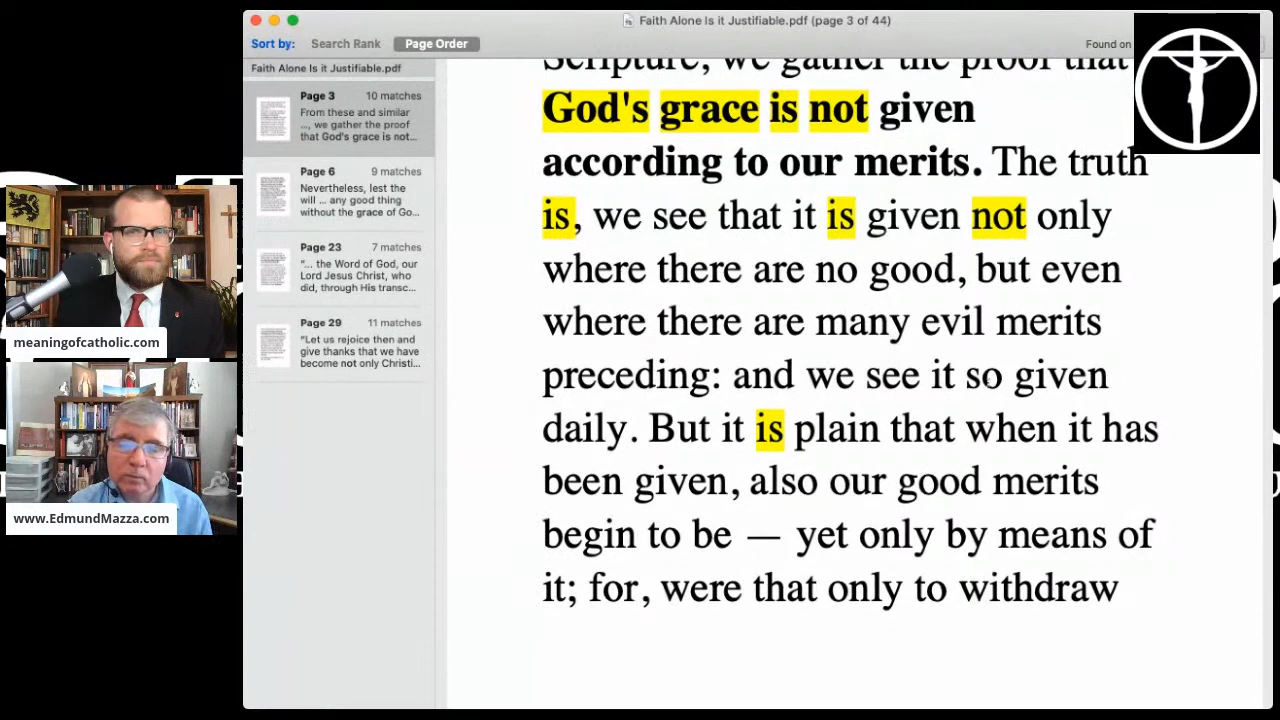 Faith Alone Is it Justifiable.pdf (page 3 of 44)
Sort by: Search Rank Page Order
Found on
Faith Alone Is it Justifiable.pdf
Page 3 10 matches
From these and similar
..., we gather the proof
that God's grace is not...
Page 6 9 matches
Nevertheless, lest the
will ... any good thing
without the grace of Go...
Page 23 7 matches
"... the Word of God, our
Lord Jesus Christ, who
did, through His transc...
Page 29 11 matches
"Let us rejoice then and
give thanks that we have
become not only Christi...
Scripture, we gather the proof that
God's grace is not given
according to our merits. The truth
is, we see that it is given not only
where there are no good, but even
where there are many evil merits
preceding: and we see it so given
daily. But it is plain that when it has
been given, also our good merits
begin to be — yet only by means of
it; for, were that only to withdraw
meaningofcatholic.com
www.EdmundMazza.com